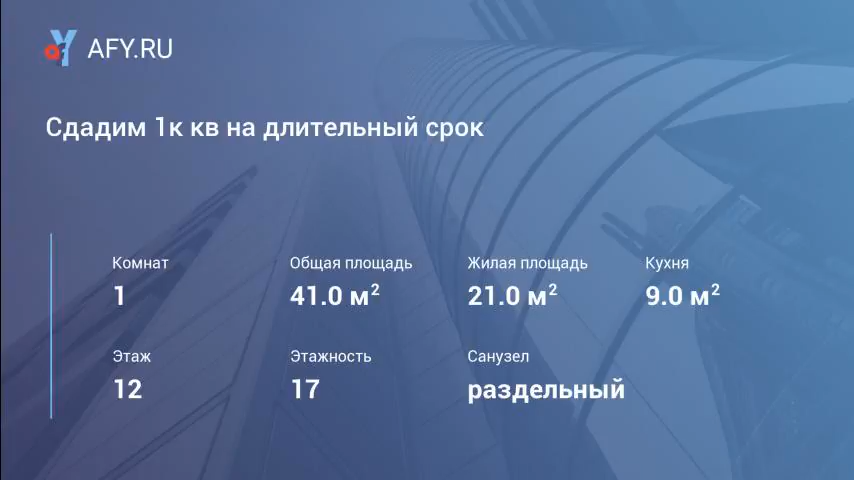 AFY.RU
Сдадим 1к кв на длительный срок
Комнат Общая площадь Жилая площадь Кухня
1 41.0 м² 21.0 м² 9.0 м²
Этаж Этажность Санузел
12 17 раздельный